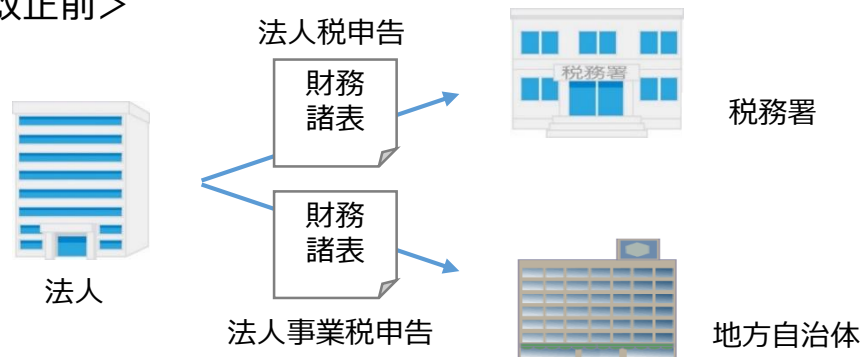 改正前＞
法人税申告
財務
諸表
税務署
税務署
財務
諸表
法人
法人事業税申告
地方自治体